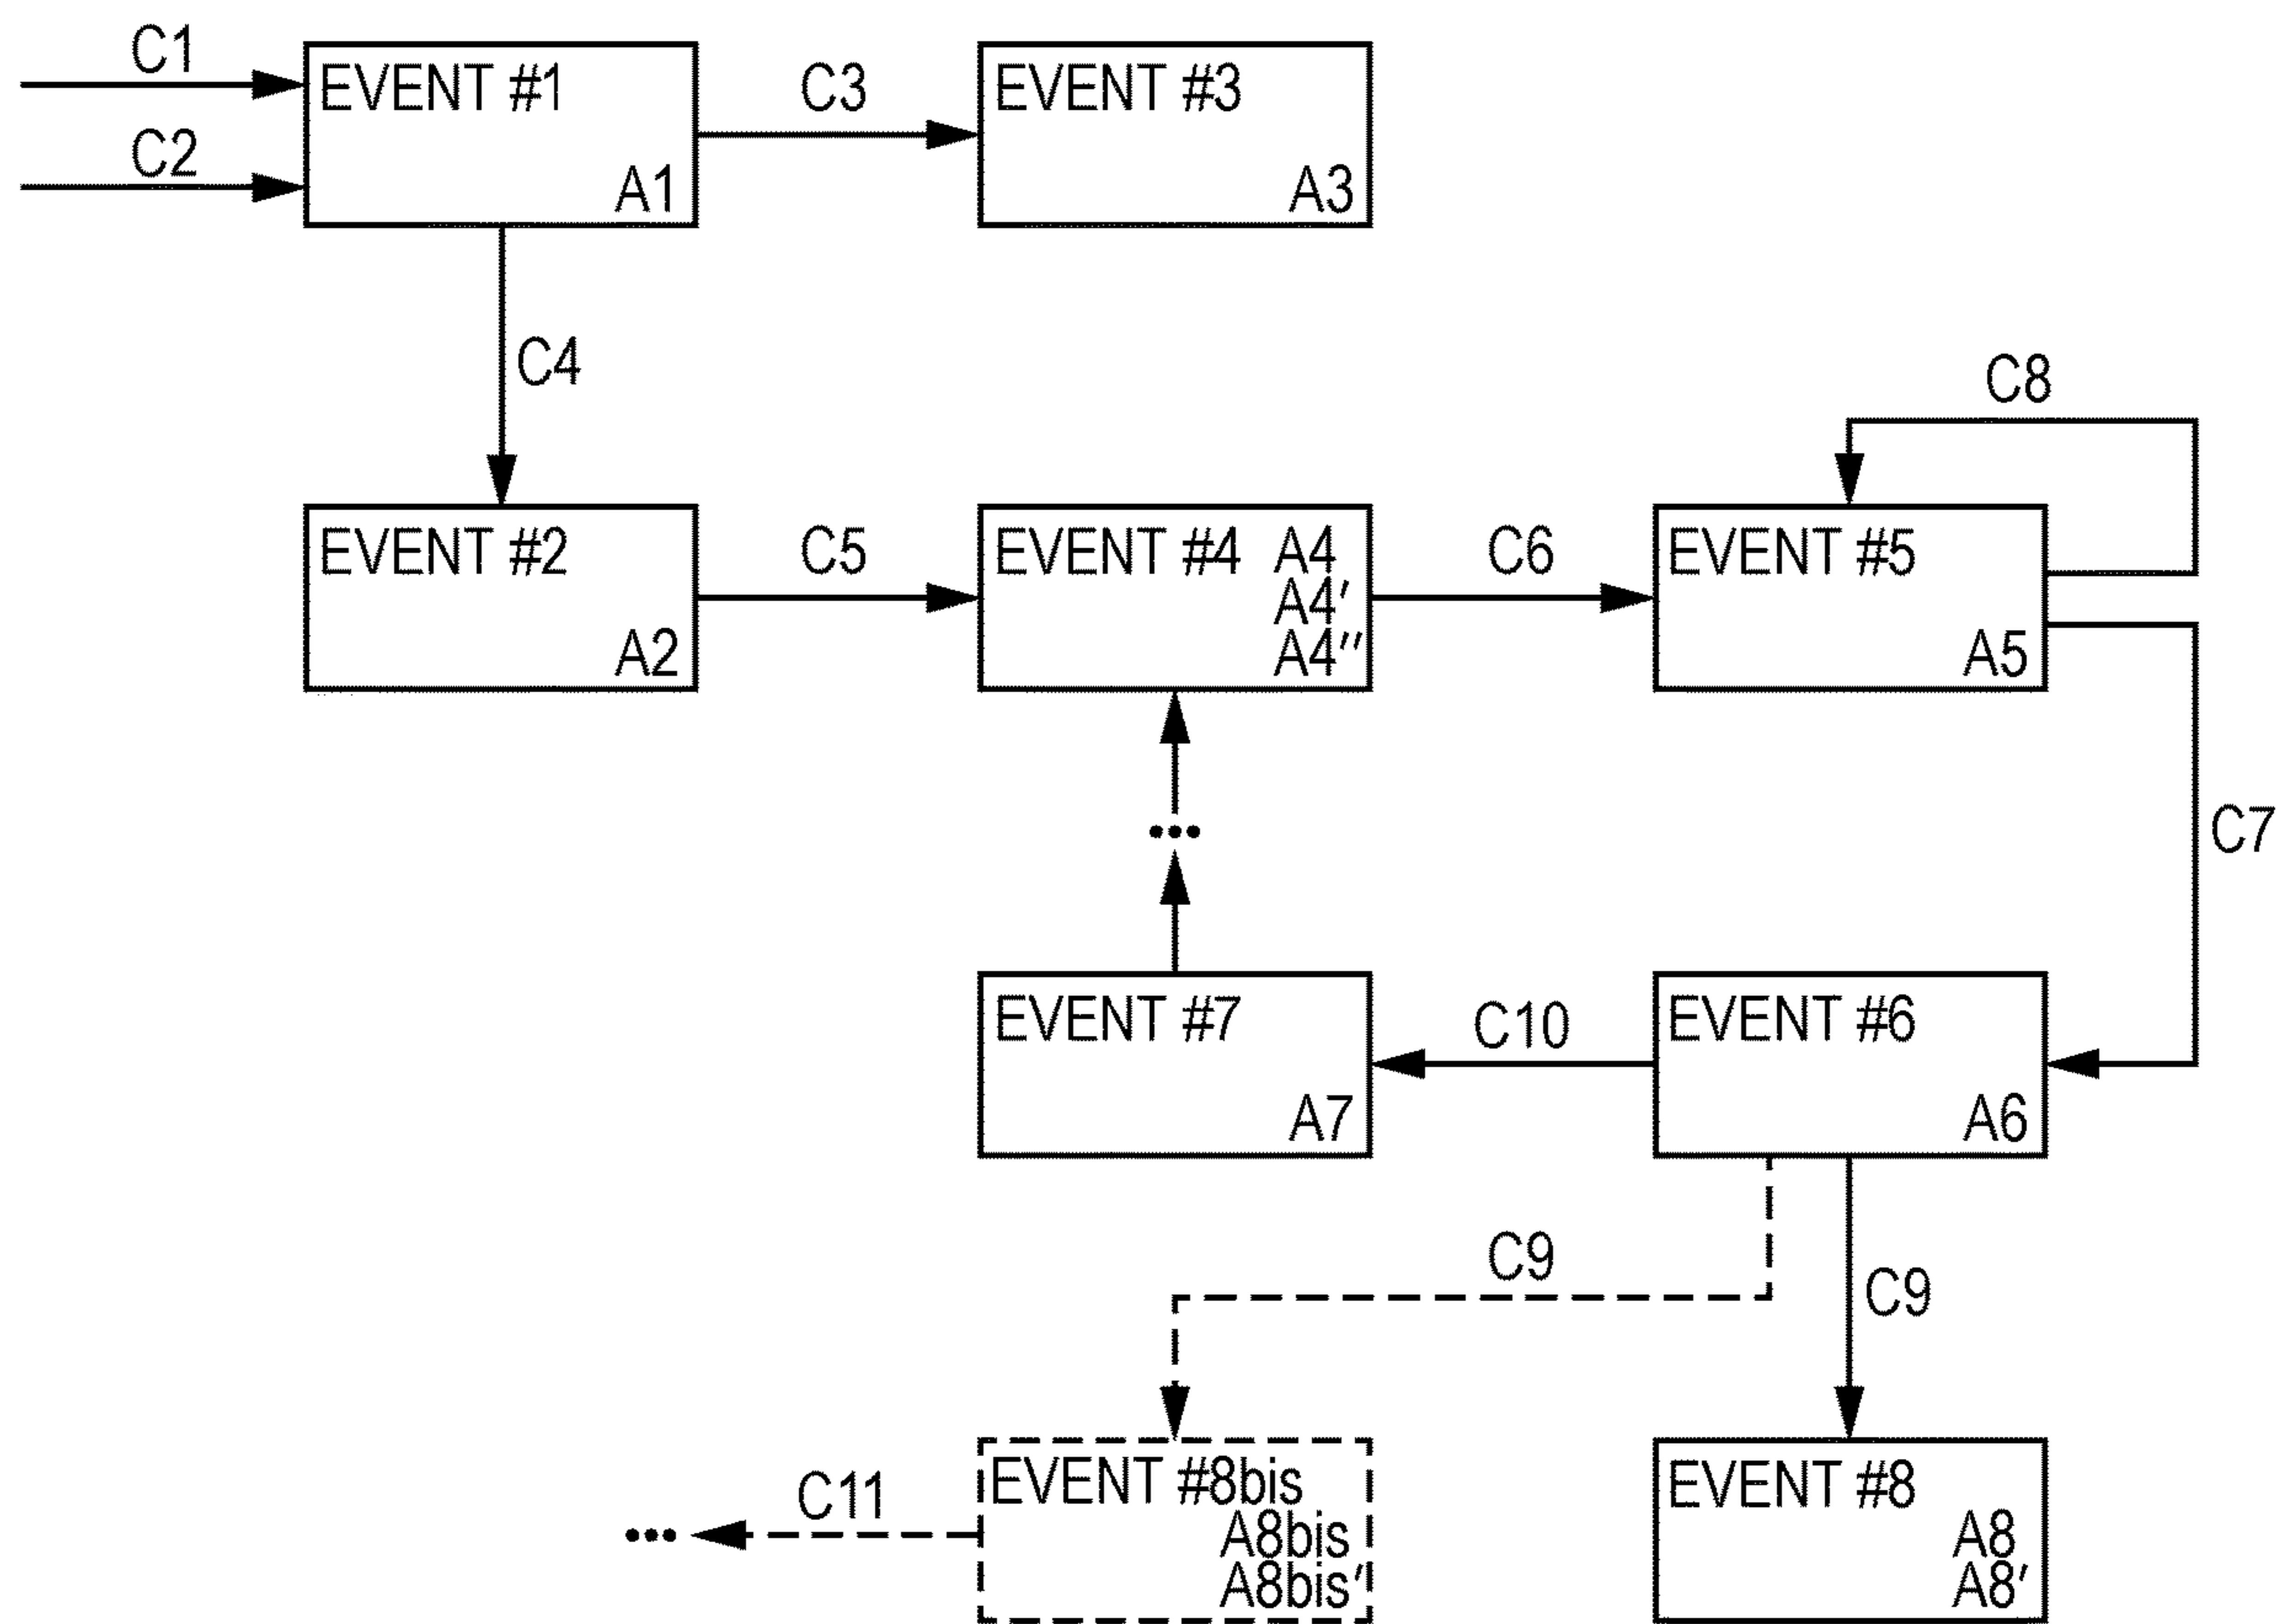 C1
C2
EVENT #1
A1
C3
EVENT #3
A3
C4
C8
EVENT #2
A2
C5
EVENT #4 A4
A4′
A4″
C6
EVENT #5
A5
C7
•••
EVENT #7
A7
C10
EVENT #6
A6
C9
C9
C11
•••
EVENT #8bis
A8bis
A8bis′
EVENT #8
A8
A8′